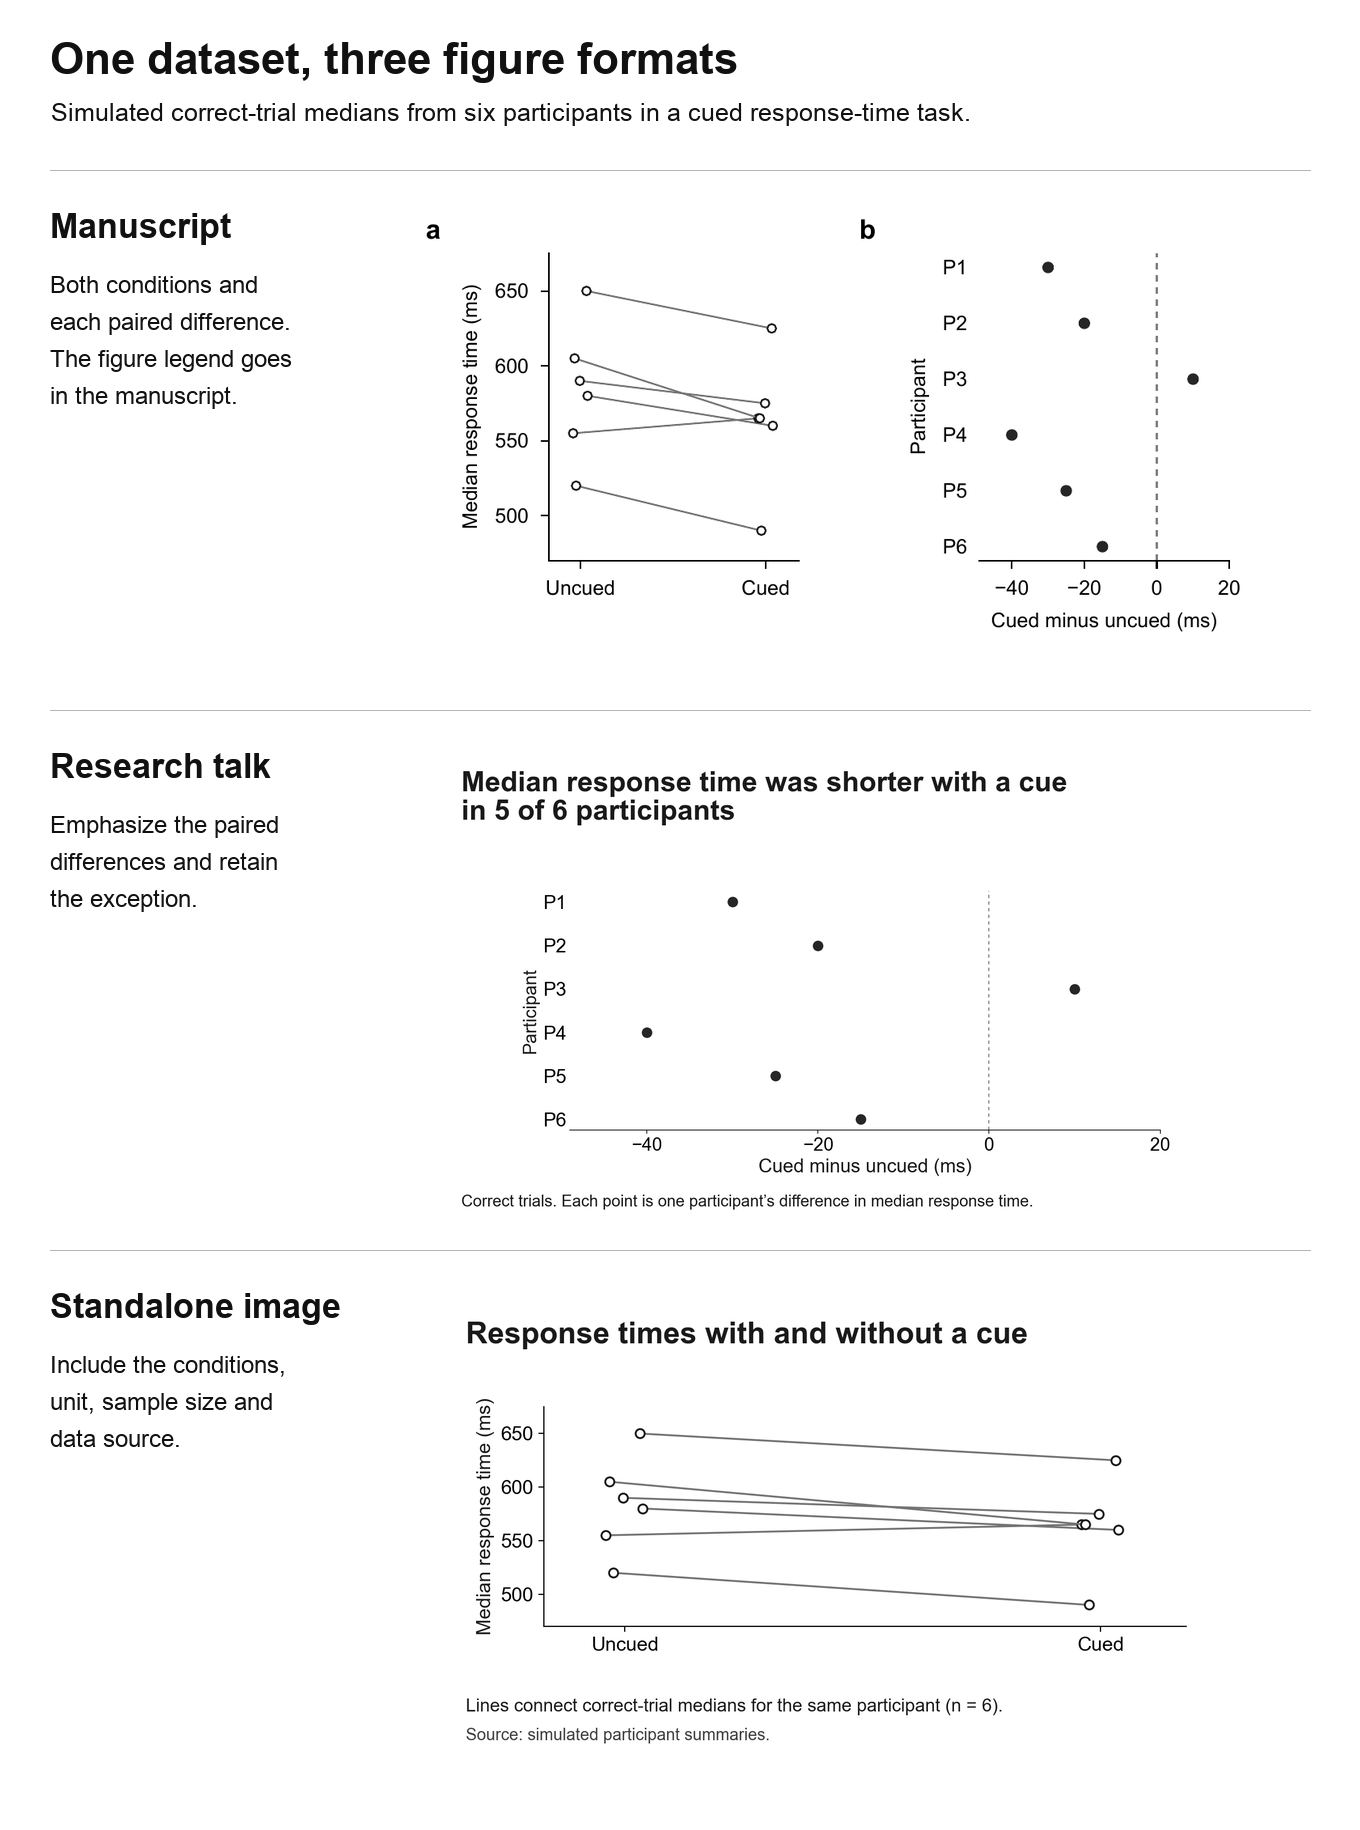 One dataset, three figure formats
Simulated correct-trial medians from six participants in a cued response-time task.
Manuscript
Both conditions and
each paired difference.
The figure legend goes
in the manuscript.
a
Median response time (ms)
650
600
550
500
Uncued
Cued
b
Participant
P1
P2
P3
P4
P5
P6
−40
−20
0
20
Cued minus uncued (ms)
Research talk
Emphasize the paired
differences and retain
the exception.
Median response time was shorter with a cue
in 5 of 6 participants
Participant
P1
P2
P3
P4
P5
P6
−40
−20
0
20
Cued minus uncued (ms)
Correct trials. Each point is one participant’s difference in median response time.
Standalone image
Include the conditions,
unit, sample size and
data source.
Response times with and without a cue
Median response time (ms)
650
600
550
500
Uncued
Cued
Lines connect correct-trial medians for the same participant (n = 6).
Source: simulated participant summaries.